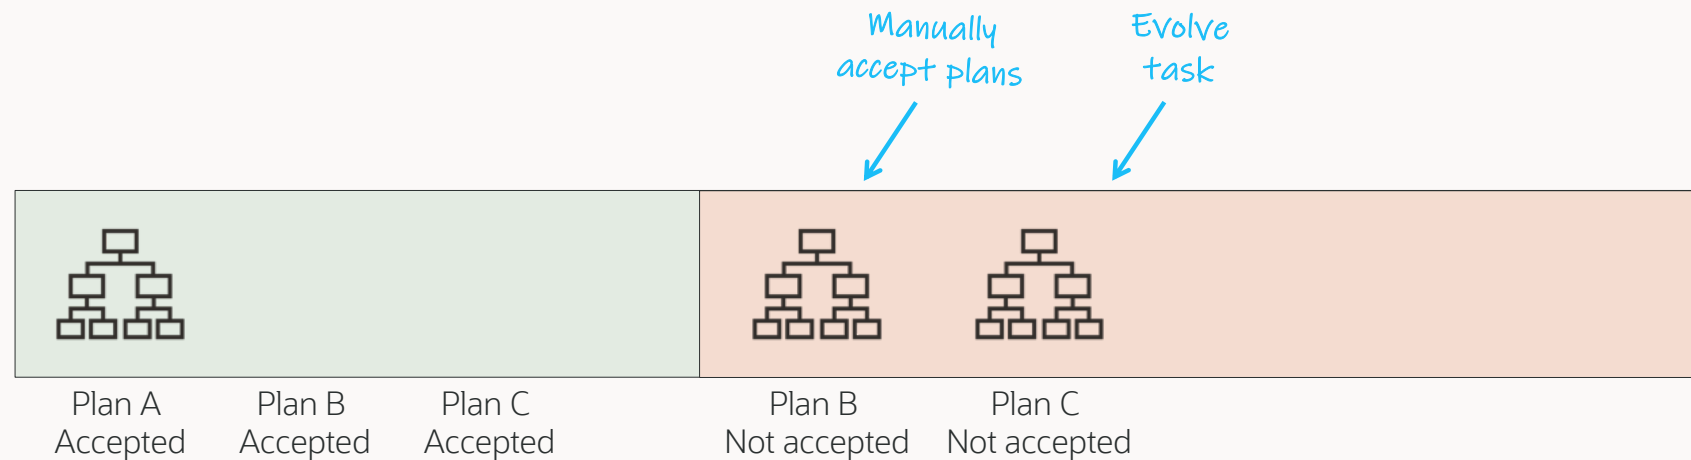 Manually
accept plans
Evolve
task
Plan A
Accepted
Plan B
Accepted
Plan C
Accepted
Plan B
Not accepted
Plan C
Not accepted